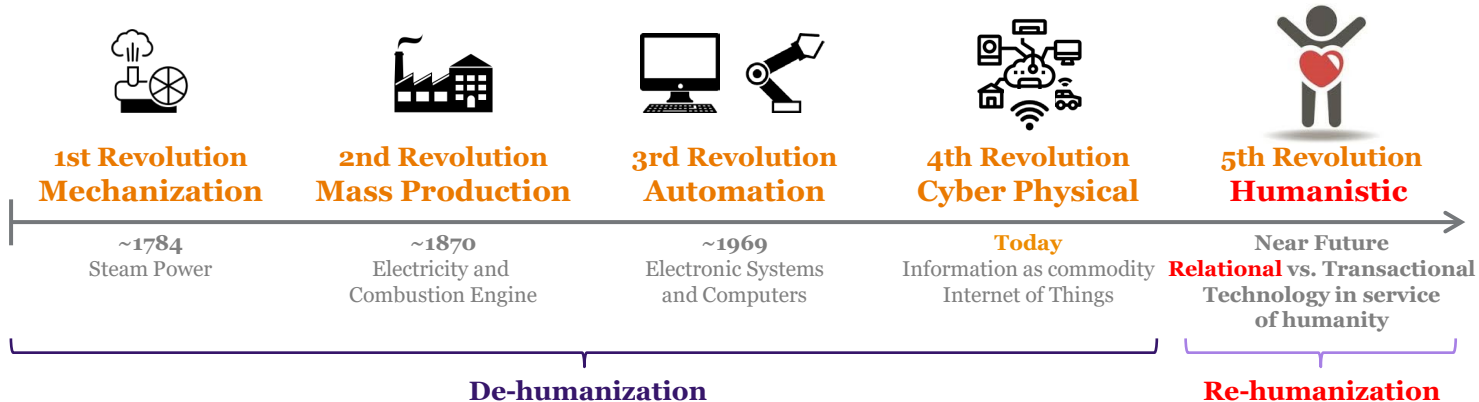 1st Revolution
Mechanization
2nd Revolution
Mass Production
3rd Revolution
Automation
4th Revolution
Cyber Physical
5th Revolution
Humanistic
~1784
Steam Power
~1870
Electricity and
Combustion Engine
~1969
Electronic Systems
and Computers
Today
Information as commodity
Internet of Things
Near Future
Relational vs. Transactional
Technology in service
of humanity
De-humanization
Re-humanization